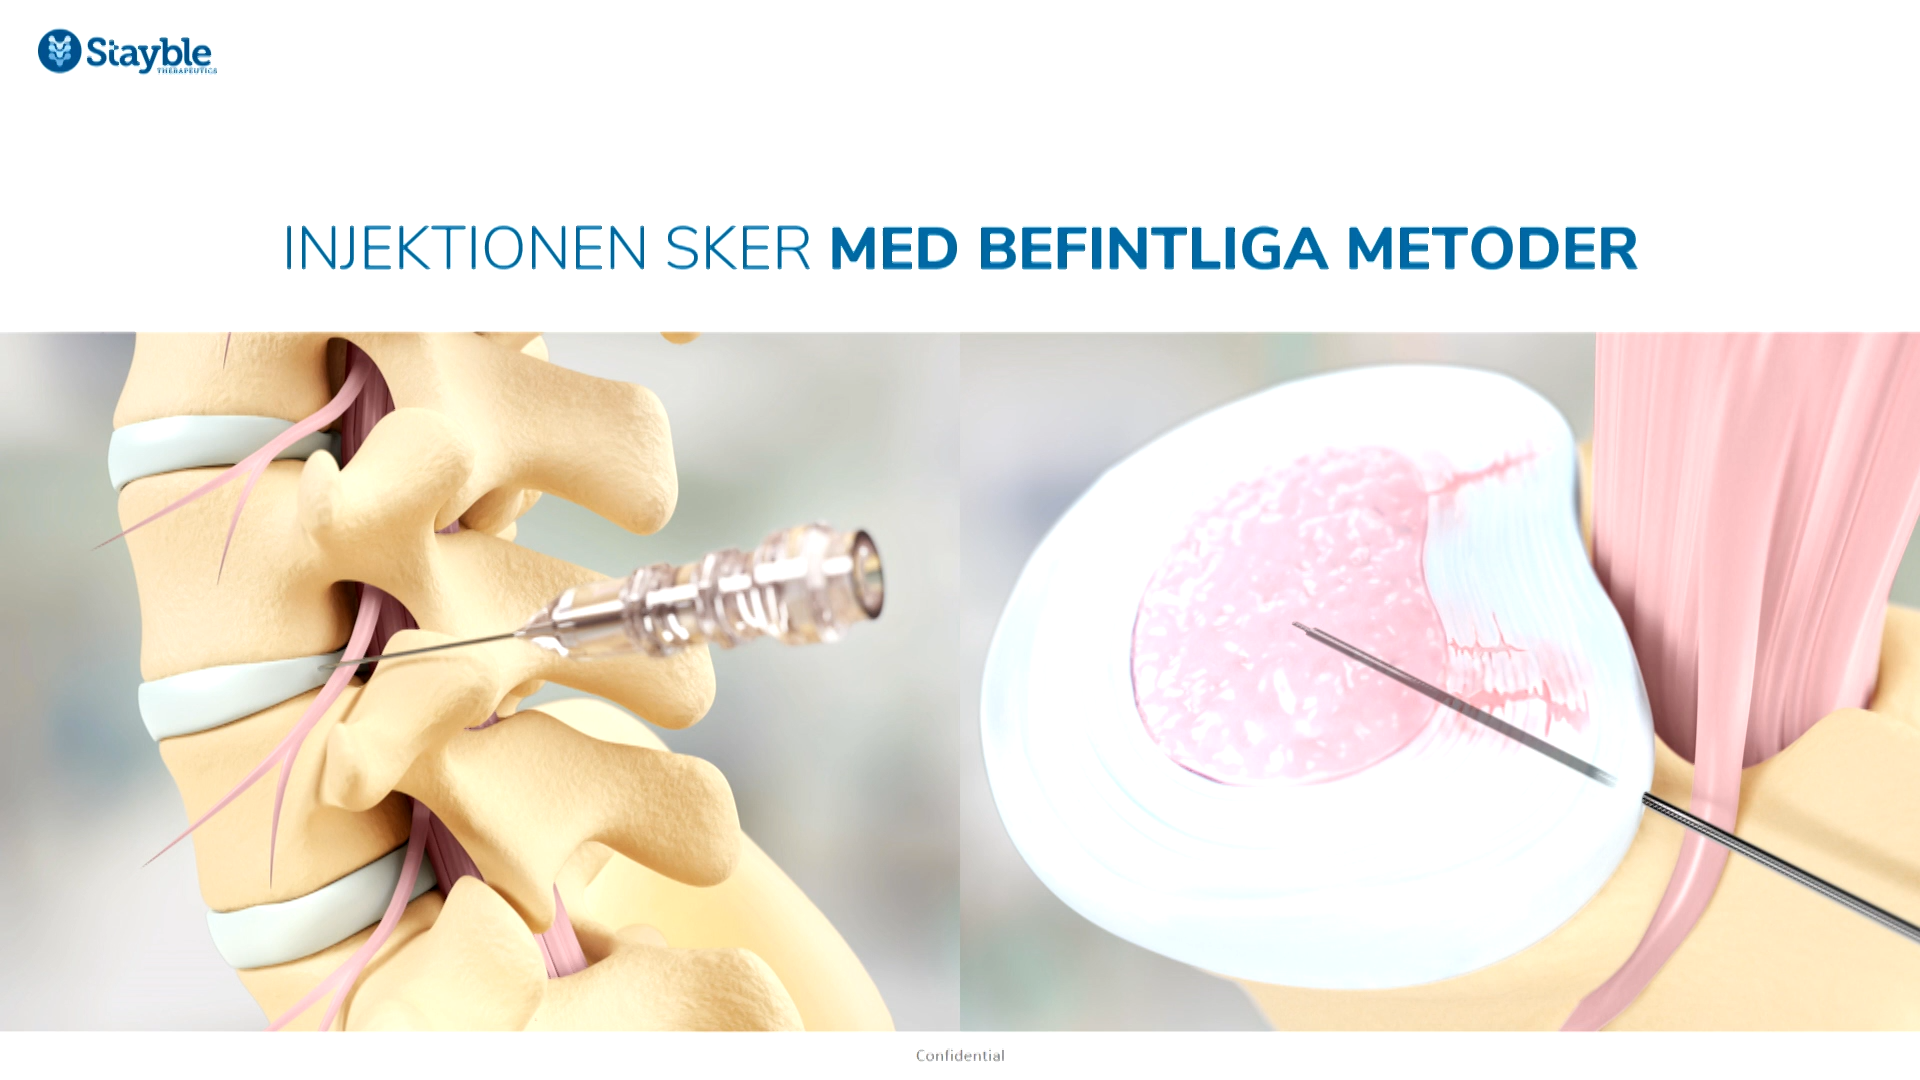 Stayble
THERAPEUTICS
INJEKTIONEN SKER MED BEFINTLIGA METODER
Confidential